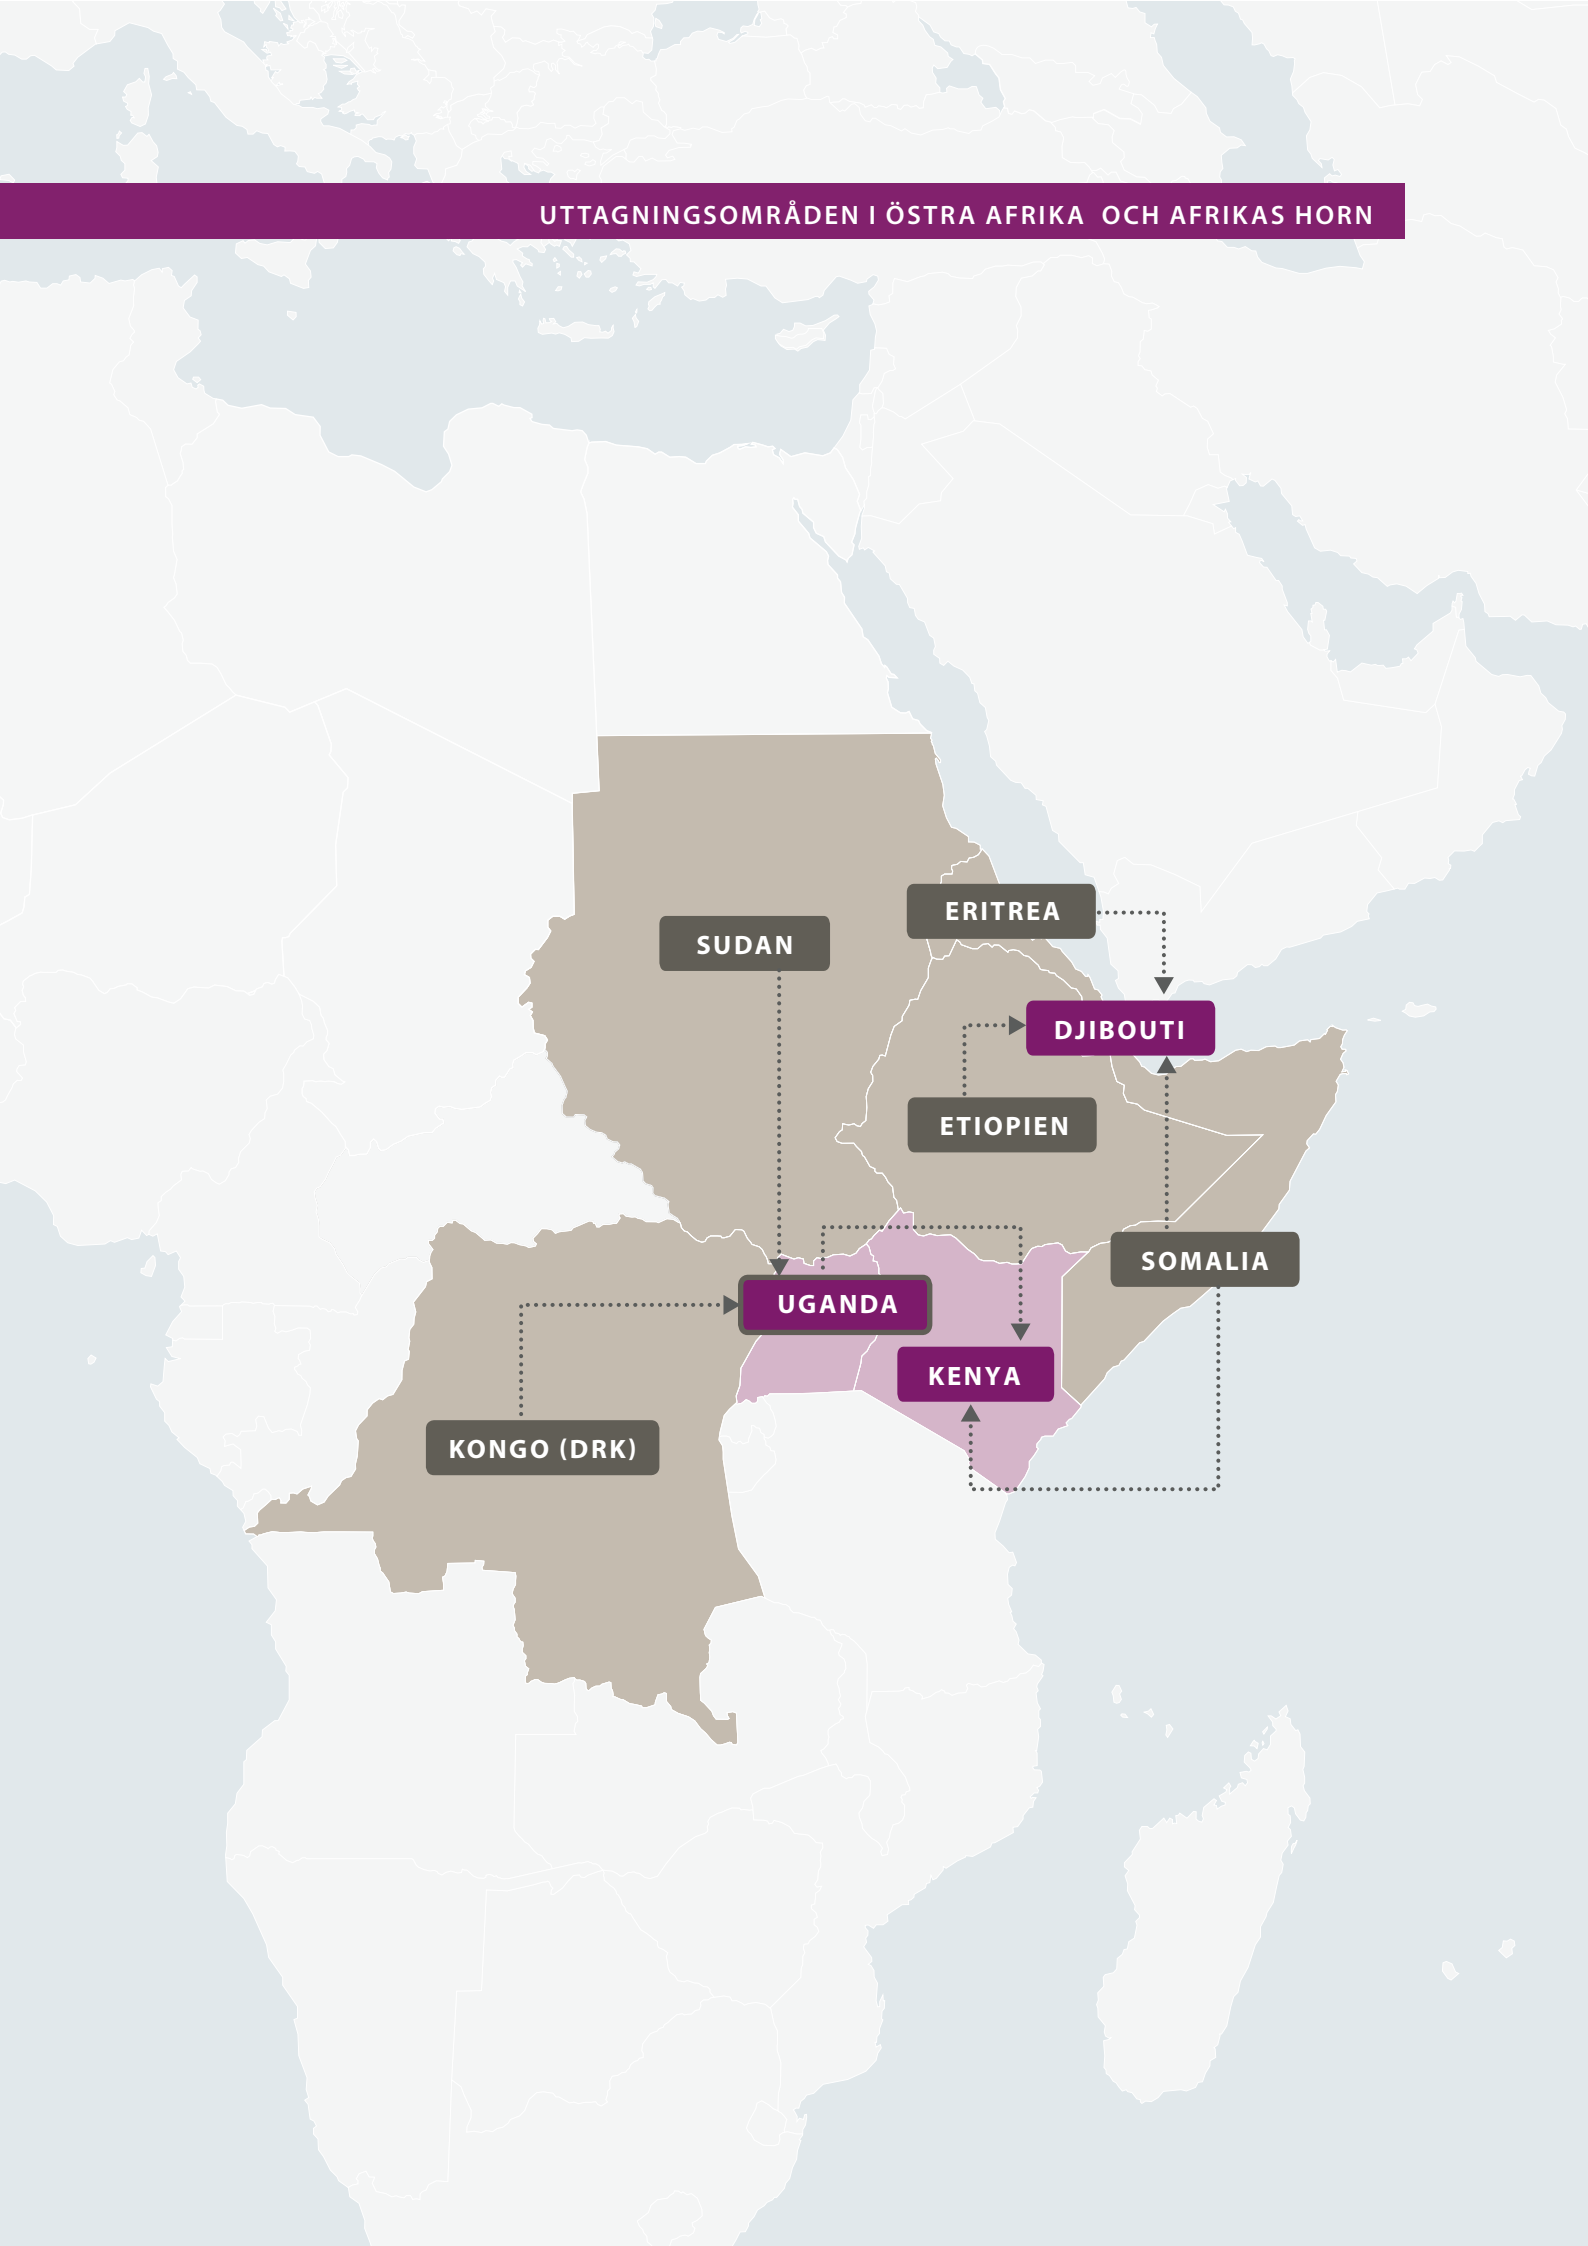 UTTAGNINGSOMRÅDEN I ÖSTRA AFRIKA OCH AFRIKAS HORN
ERITREA
SUDAN
DJIBOUTI
ETIOPIEN
SOMALIA
UGANDA
KENYA
KONGO (DRK)